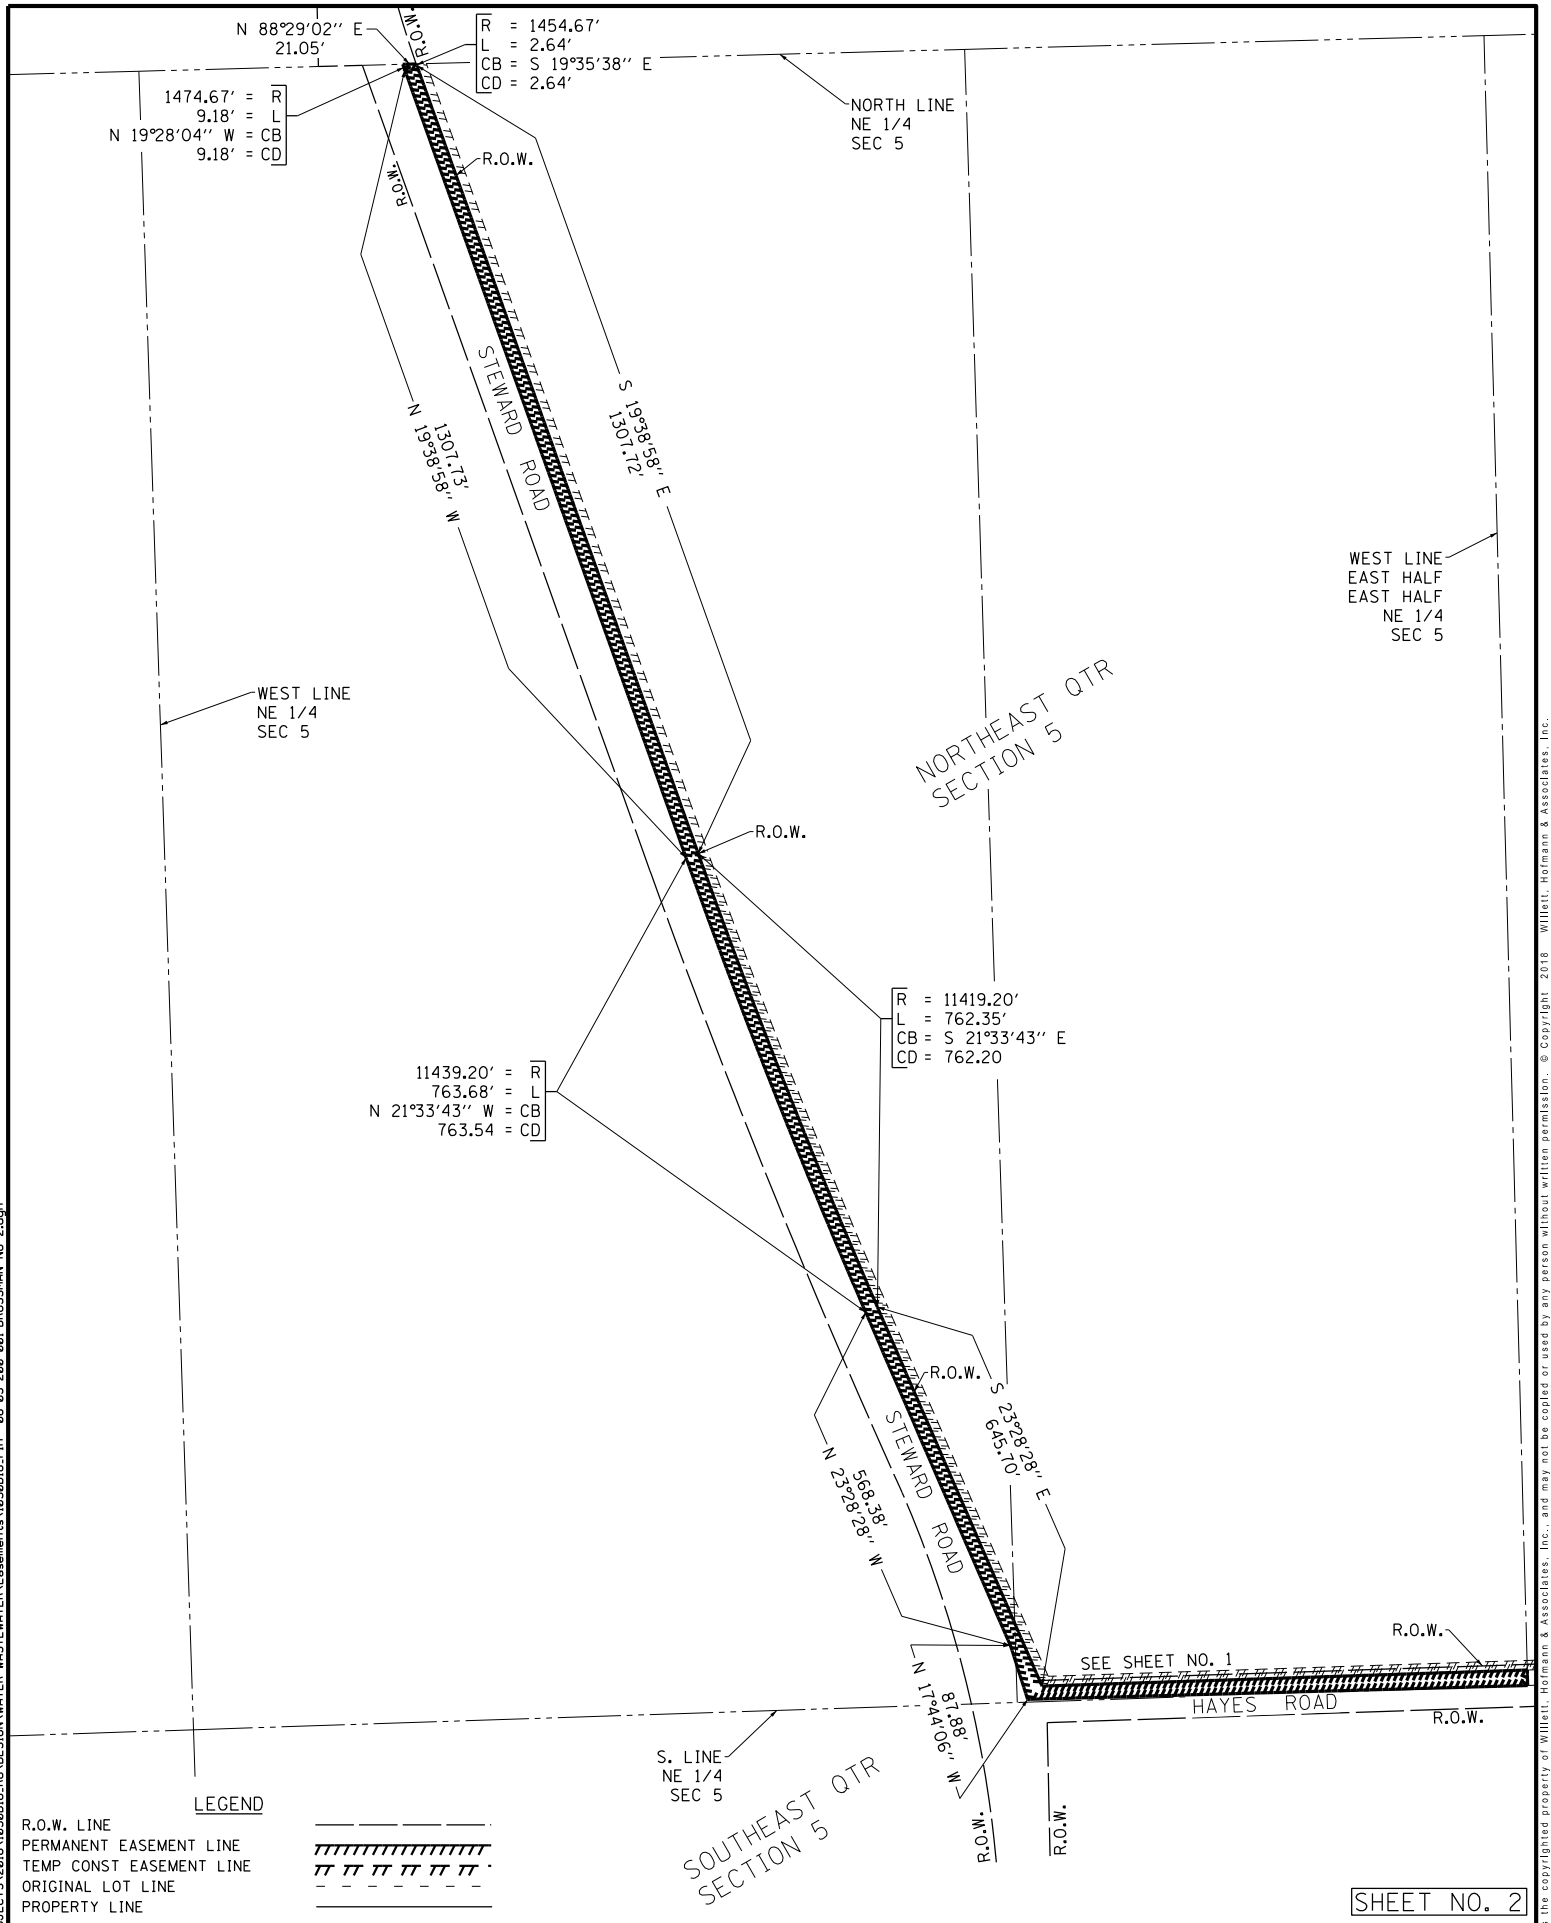 N 88°29'02'' E
21.05'
R.O.W.
R = 1454.67'
L = 2.64'
CB = S 19°35'38'' E
CD = 2.64'
1474.67' = R
9.18' = L
N 19°28'04'' W = CB
9.18' = CD
NORTH LINE
NE 1/4
SEC 5
R.O.W.
R.O.W.
STEWARD ROAD
S 19°38'58'' E
1307.72'
1307.73'
N 19°38'58'' W
WEST LINE
EAST HALF
EAST HALF
NE 1/4
SEC 5
WEST LINE
NE 1/4
SEC 5
NORTHEAST QTR
SECTION 5
R.O.W.
R = 11419.20'
L = 762.35'
CB = S 21°33'43'' E
CD = 762.20
11439.20' = R
763.68' = L
N 21°33'43'' W = CB
763.54 = CD
R.O.W.
S 23°28'28'' E
645.70'
STEWARD ROAD
568.38'
N 23°28'28'' W
R.O.W.
SEE SHEET NO. 1
HAYES ROAD
R.O.W.
87.88'
N 17°44'06'' W
S. LINE
NE 1/4
SEC 5
SOUTHEAST QTR
SECTION 5
R.O.W.
R.O.W.
LEGEND
R.O.W. LINE
PERMANENT EASEMENT LINE
TEMP CONST EASEMENT LINE
ORIGINAL LOT LINE
PROPERTY LINE
SHEET NO. 2
the copyrighted property of Willett, Hofmann & Associates, Inc., and may not be copied or used by any person without written permission. © Copyright 2018 Willett, Hofmann & Associates, Inc.